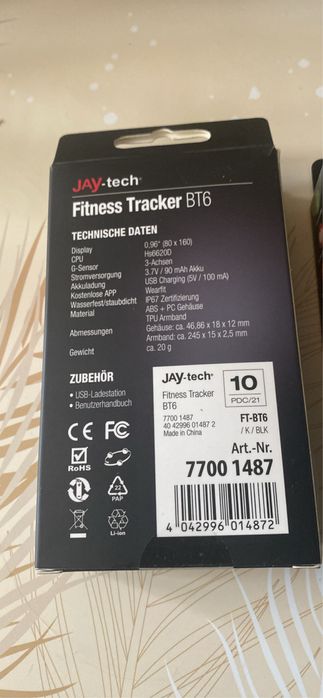 JAY-tech®
Fitness Tracker BT6
TECHNISCHE DATEN
Display 0,96" (80 x 160)
CPU Hs6620D
G-Sensor 3-Achsen
Stromversorgung 3.7V / 90 mAh Akku
Akkuladung USB Charging (5V / 100 mA)
Kostenlose APP Wearfit
Wasserfest/staubdicht IP67 Zertifizierung
Material ABS + PC Gehäuse
TPU Armband
Abmessungen Gehäuse: ca. 46,86 x 18 x 12 mm
Armband: ca. 245 x 15 x 2,5 mm
Gewicht ca. 20 g
ZUBEHÖR
• USB-Ladestation
• Benutzerhandbuch
CE FC
RoHS
22
PAP
Li-ion
JAY-tech®
10
PDC/21
Fitness Tracker
BT6
7700 1487
40 42996 01487 2
Made in China
FT-BT6
/ K / BLK
Art.-Nr.
7700 1487
4 042996 014872